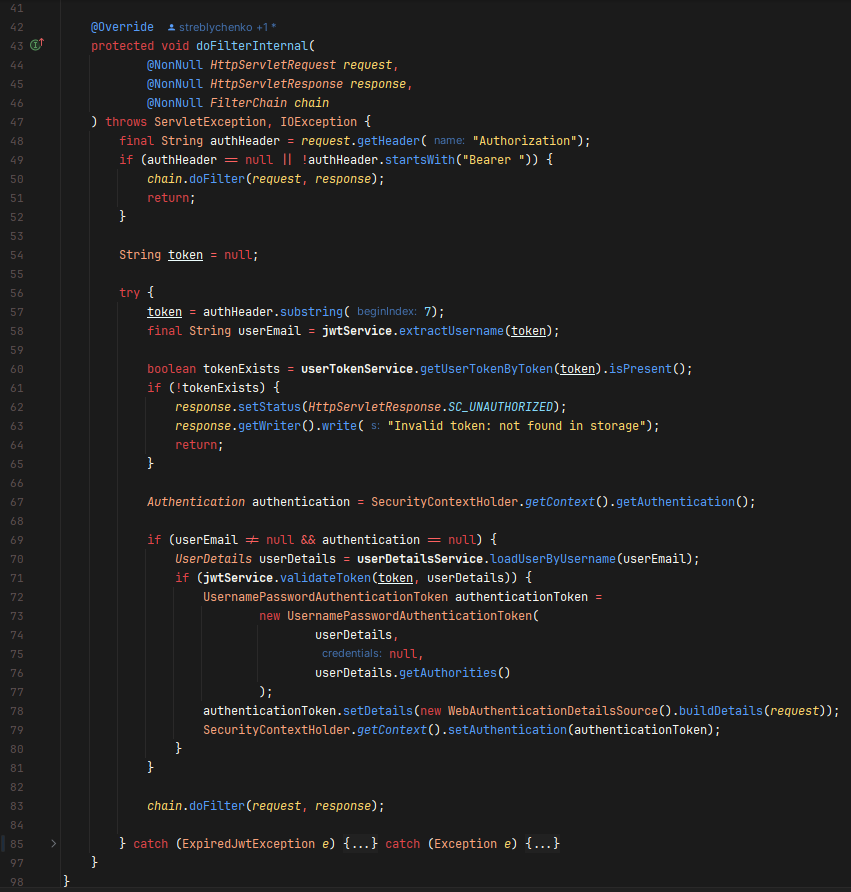 41
42 @Override streblychenko +1 *
43 protected void doFilterInternal(
44 @NonNull HttpServletRequest request,
45 @NonNull HttpServletResponse response,
46 @NonNull FilterChain chain
47 ) throws ServletException, IOException {
48 final String authHeader = request.getHeader( name: "Authorization");
49 if (authHeader == null || !authHeader.startsWith("Bearer ")) {
50 chain.doFilter(request, response);
51 return;
52 }
53
54 String token = null;
55
56 try {
57 token = authHeader.substring( beginIndex: 7);
58 final String userEmail = jwtService.extractUsername(token);
59
60 boolean tokenExists = userTokenService.getUserTokenByToken(token).isPresent();
61 if (!tokenExists) {
62 response.setStatus(HttpServletResponse.SC_UNAUTHORIZED);
63 response.getWriter().write( s: "Invalid token: not found in storage");
64 return;
65 }
66
67 Authentication authentication = SecurityContextHolder.getContext().getAuthentication();
68
69 if (userEmail != null && authentication == null) {
70 UserDetails userDetails = userDetailsService.loadUserByUsername(userEmail);
71 if (jwtService.validateToken(token, userDetails)) {
72 UsernamePasswordAuthenticationToken authenticationToken =
73 new UsernamePasswordAuthenticationToken(
74 userDetails,
75 credentials: null,
76 userDetails.getAuthorities()
77 );
78 authenticationToken.setDetails(new WebAuthenticationDetailsSource().buildDetails(request));
79 SecurityContextHolder.getContext().setAuthentication(authenticationToken);
80 }
81 }
82
83 chain.doFilter(request, response);
84
85 } catch (ExpiredJwtException e) {...} catch (Exception e) {...}
97 }
98 }